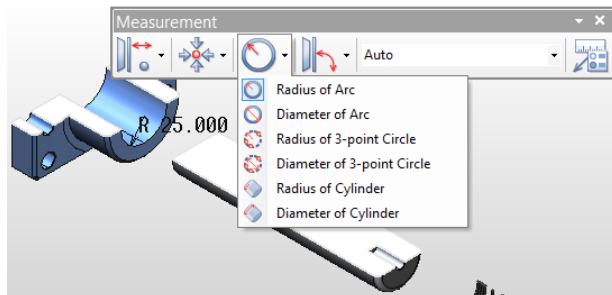 Measurement
Auto
Radius of Arc
Diameter of Arc
R 25.000
Radius of 3-point Circle
Diameter of 3-point Circle
Radius of Cylinder
Diameter of Cylinder